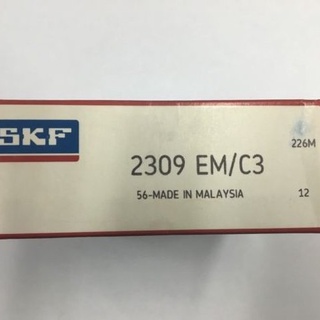 SKF
226M
2309 EM/C3
56-MADE IN MALAYSIA 12